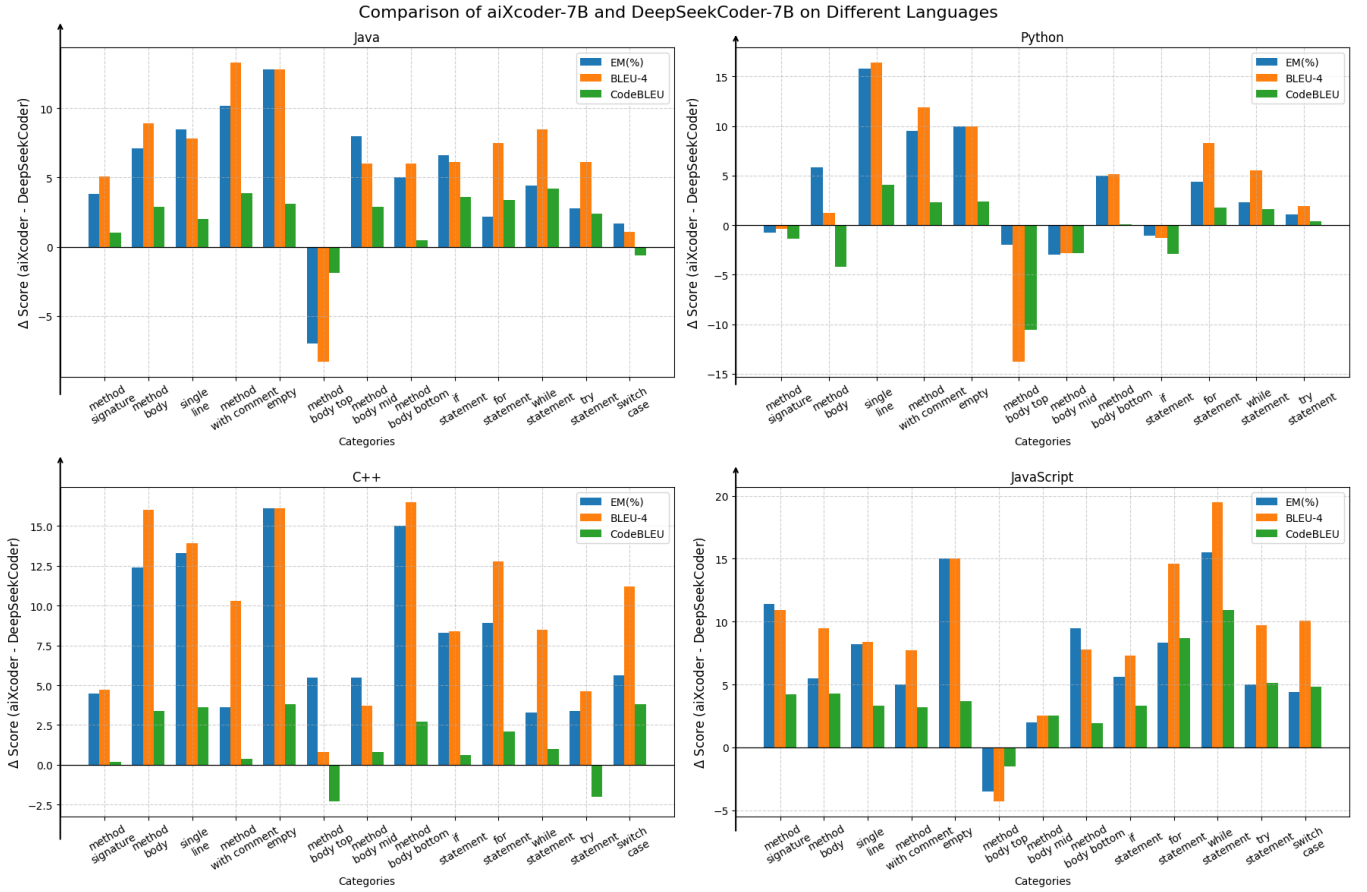 Comparison of aiXcoder-7B and DeepSeekCoder-7B on Different Languages
Java
Δ Score (aiXcoder - DeepSeekCoder)
10
5
0
−5
EM(%)
BLEU-4
CodeBLEU
method
signature
method
body
single
line
method
with comment
empty
method
body top
method
body mid
method
body bottom
if
statement
for
statement
while
statement
try
statement
switch
case
Categories
Python
Δ Score (aiXcoder - DeepSeekCoder)
15
10
5
0
−5
−10
−15
EM(%)
BLEU-4
CodeBLEU
method
signature
method
body
single
line
method
with comment
empty
method
body top
method
body mid
method
body bottom
if
statement
for
statement
while
statement
try
statement
Categories
C++
Δ Score (aiXcoder - DeepSeekCoder)
15.0
12.5
10.0
7.5
5.0
2.5
0.0
−2.5
EM(%)
BLEU-4
CodeBLEU
method
signature
method
body
single
line
method
with comment
empty
method
body top
method
body mid
method
body bottom
if
statement
for
statement
while
statement
try
statement
switch
case
Categories
JavaScript
Δ Score (aiXcoder - DeepSeekCoder)
20
15
10
5
0
−5
EM(%)
BLEU-4
CodeBLEU
method
signature
method
body
single
line
method
with comment
empty
method
body top
method
body mid
method
body bottom
if
statement
for
statement
while
statement
try
statement
switch
case
Categories